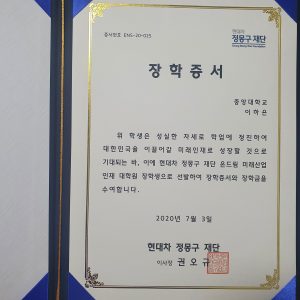 증서번호 ENS-20-035
현대차
정몽구 재단
장학증서
중앙대학교
이하은
위 학생은 성실한 자세로 학업에 정진하여
대한민국을 이끌어갈 미래인재로 성장할 것으로
기대되는 바, 이에 현대차 정몽구 재단 온드림 미래산업
인재 대학원 장학생으로 선발하여 장학증서와 장학금을
수여합니다.
2020년 7월 3일
현대차 정몽구 재단
이사장 권오규